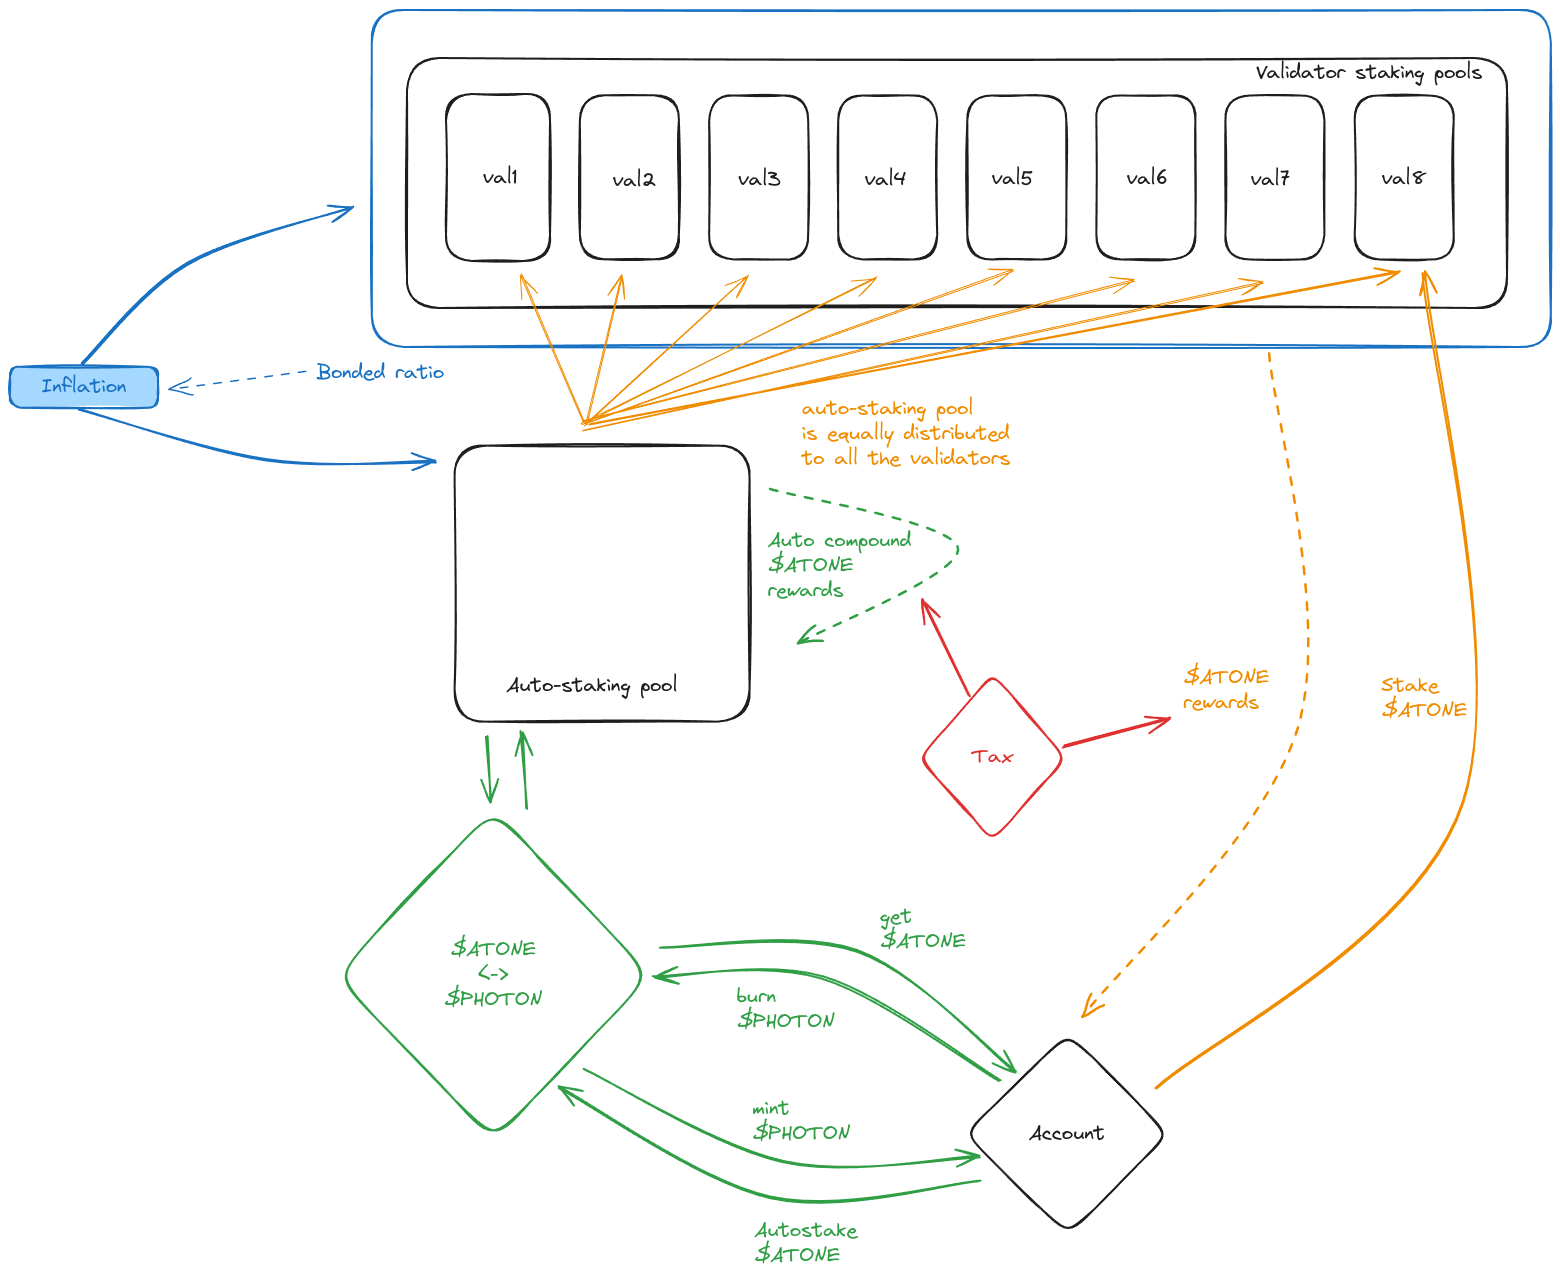 Validator staking pools
val1
val2
val3
val4
val5
val6
val7
val8
Inflation
Bonded ratio
auto-staking pool
is equally distributed
to all the validators
Auto compound
$ATONE
rewards
Auto-staking pool
$ATONE
rewards
Stake
$ATONE
Tax
get
$ATONE
$ATONE
<->
$PHOTON
burn
$PHOTON
mint
$PHOTON
Account
Autostake
$ATONE